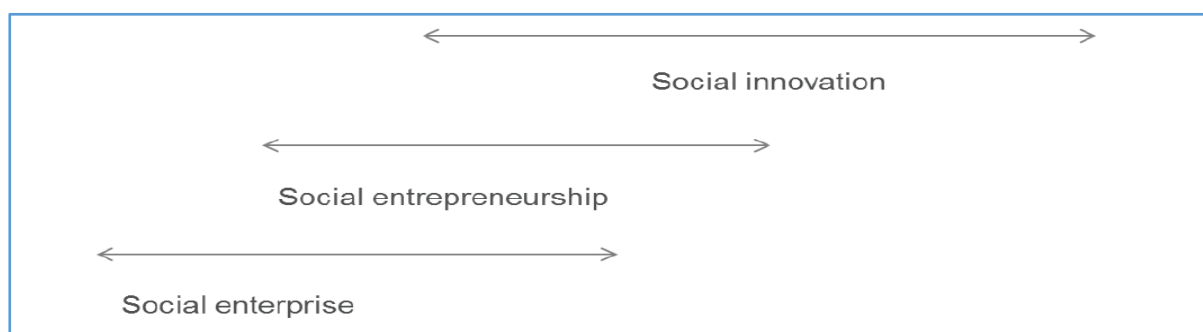 Social innovation
Social entrepreneurship
Social enterprise